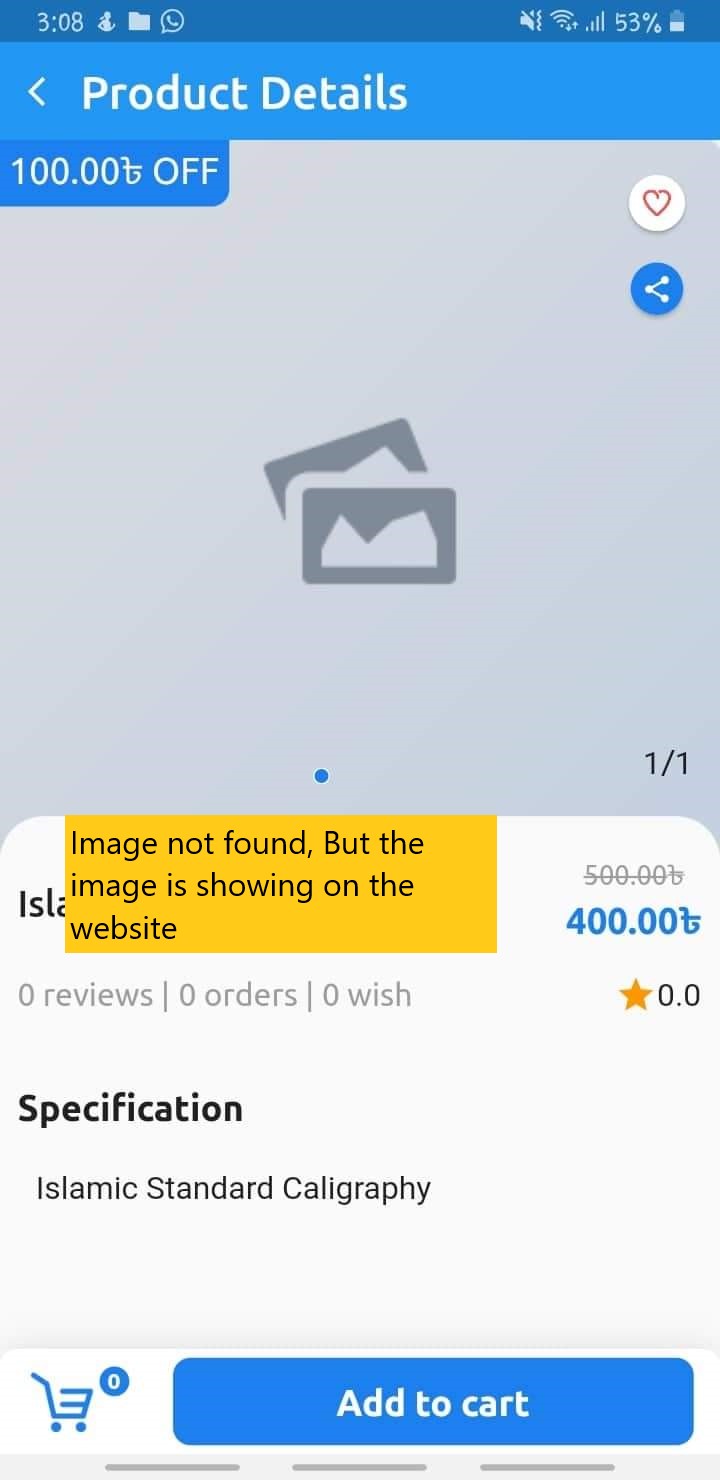 3:08 53%
Product Details
100.00৳ OFF
1/1
Image not found, But the
image is showing on the
website
500.00৳
400.00৳
0 reviews | 0 orders | 0 wish
0.0
Specification
Islamic Standard Caligraphy
0
Add to cart